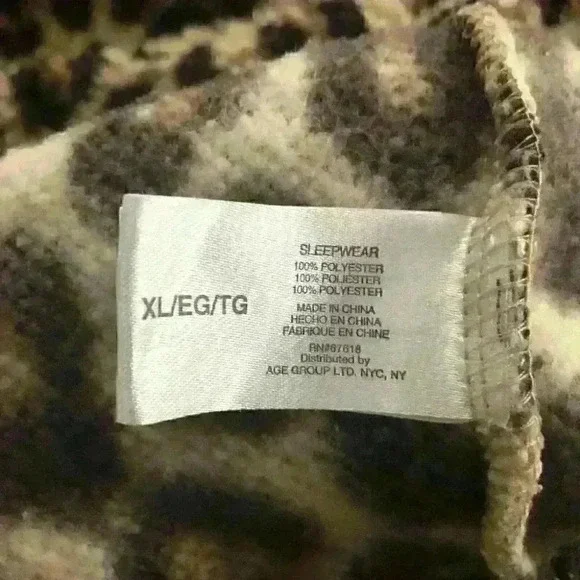 XL/EG/TG
SLEEPWEAR
100% POLYESTER
100% POLIÉSTER
100% POLYESTER
MADE IN CHINA
HECHO EN CHINA
FABRIQUE EN CHINE
RN#67618
Distributed by
AGE GROUP LTD. NYC, NY